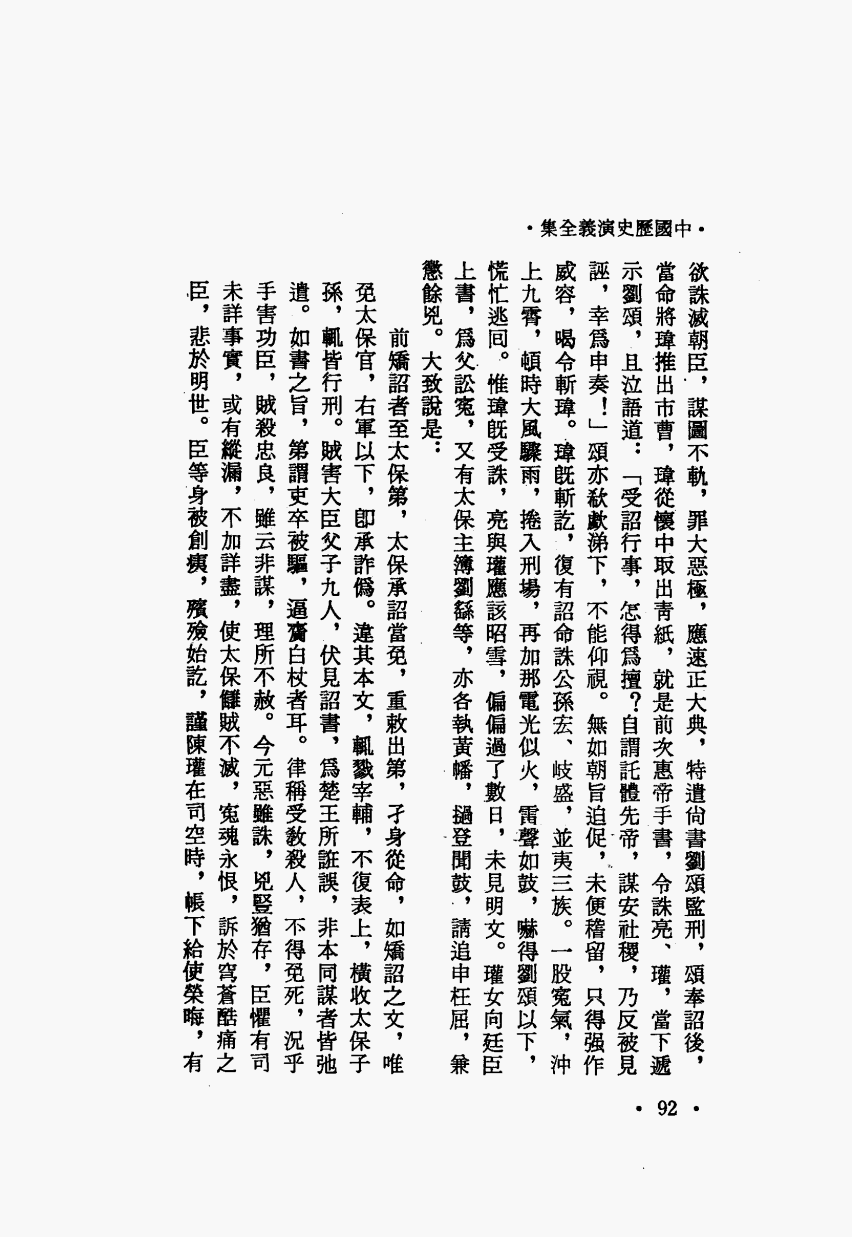 ·中國歷史演義全集·
欲誅滅朝臣，謀圖不軌，罪大惡極，應速正大典，特遣尙書劉頌監刑，頌奉詔後，
當命將瑋推出市曹，瑋從懷中取出靑紙，就是前次惠帝手書，令誅亮、瓘，當下遞
示劉頌，且泣語道：「受詔行事，怎得爲擅？自謂託體先帝，謀安社稷，乃反被見
誣，幸爲申奏！」頌亦欷歔涕下，不能仰視。無如朝旨迫促，未便稽留，只得强作
威容，喝令斬瑋。瑋旣斬訖，復有詔命誅公孫宏、岐盛，並夷三族。一股寃氣，沖
上九霄，頓時大風驟雨，捲入刑場，再加那電光似火，雷聲如鼓，嚇得劉頌以下，
慌忙逃囘。惟瑋旣受誅，亮與瓘應該昭雪，偏偏過了數日，未見明文。瓘女向廷臣
上書，爲父訟寃，又有太保主簿劉繇等，亦各執黃幡，撾登聞鼓，請追申枉屈，兼
懲餘兇。大致說是：
前矯詔者至太保第，太保承詔當免，重敕出第，孑身從命，如矯詔之文，唯
免太保官，右軍以下，卽承詐僞。違其本文，輒戮宰輔，不復表上，橫收太保子
孫，輒皆行刑。賊害大臣父子九人，伏見詔書，爲楚王所誑誤，非本同謀者皆弛
遣。如書之旨，第謂吏卒被驅，逼齎白杖者耳。律稱受敎殺人，不得免死，況乎
手害功臣，賊殺忠良，雖云非謀，理所不赦。今元惡雖誅，兇豎猶存，臣懼有司
未詳事實，或有縱漏，不加詳盡，使太保讎賊不滅，寃魂永恨，訴於穹蒼酷痛之
臣，悲於明世。臣等身被創痍，殯殮始訖，謹陳瓘在司空時，帳下給使榮晦，有
·92·